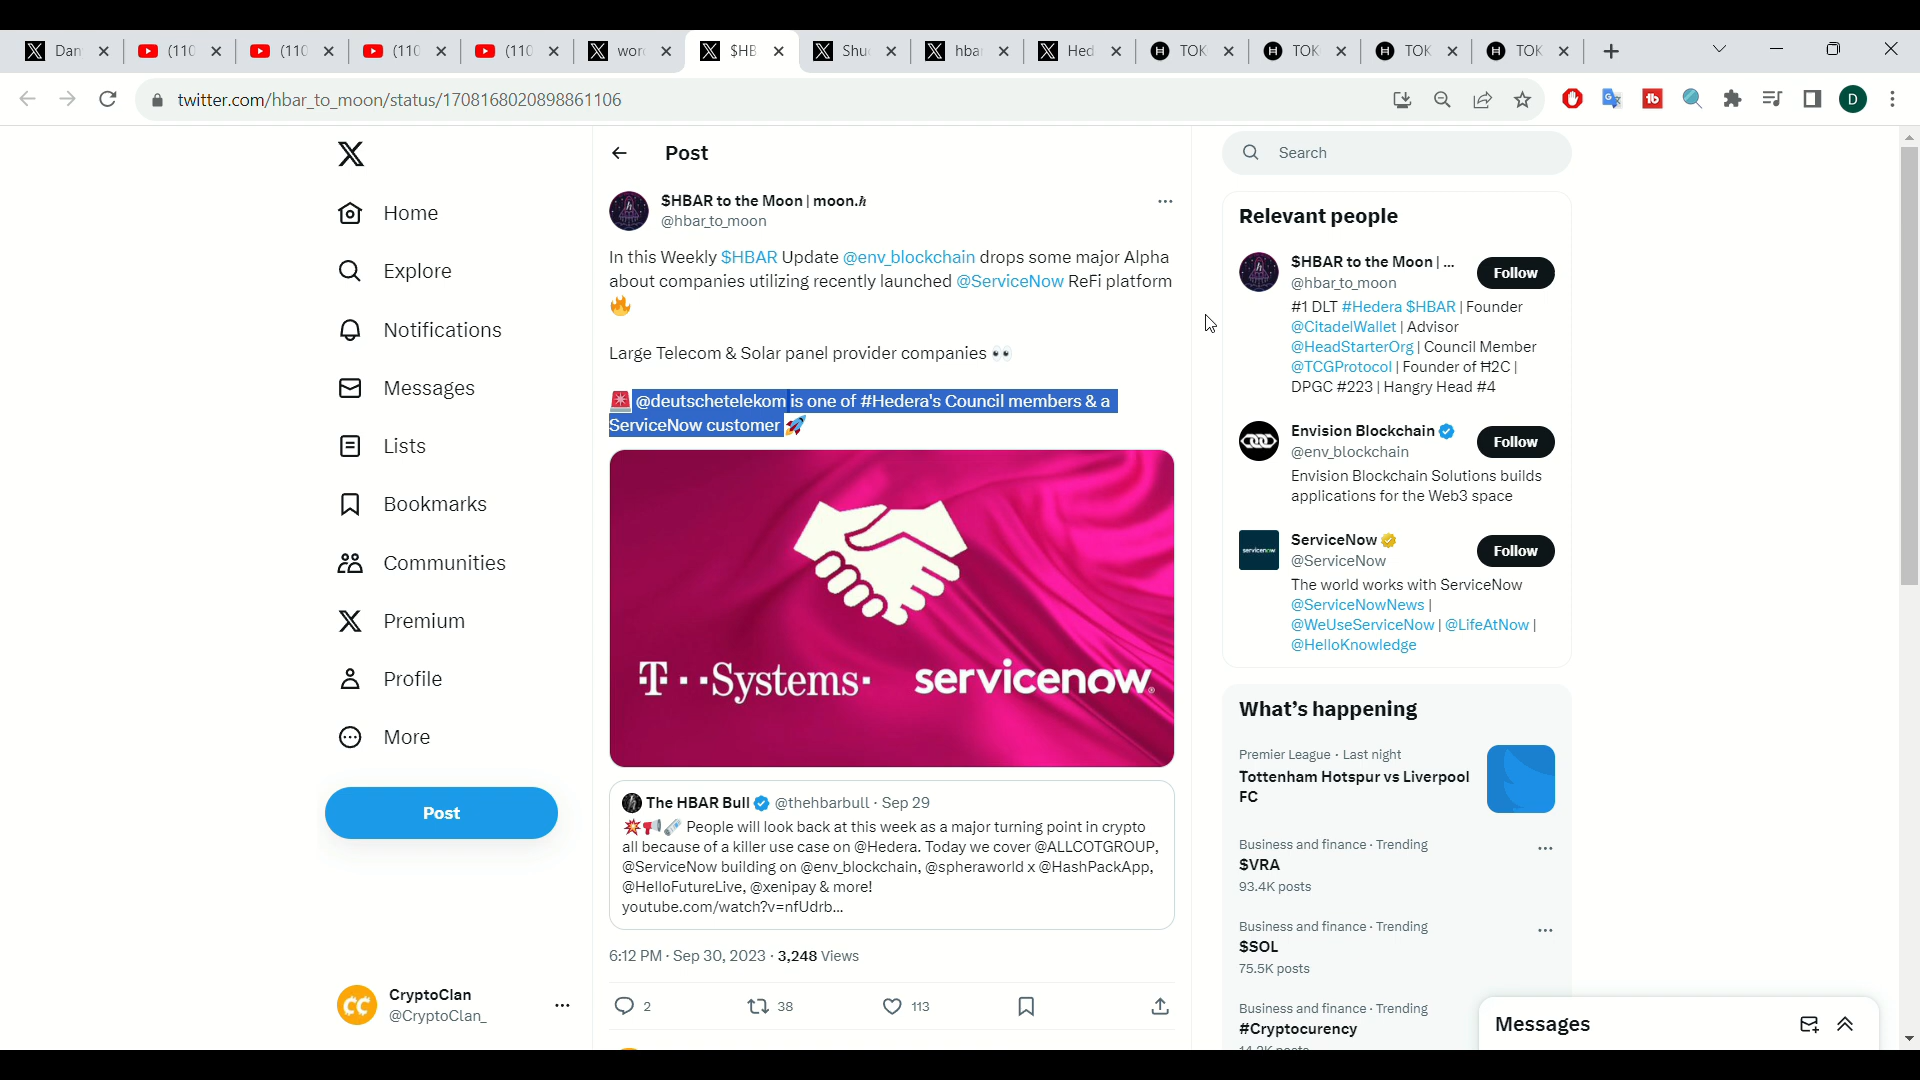 Dan
(110
(110
(110
(110
wor
$HB
Shu
hba
Hed
TOK
TOK
TOK
TOK
twitter.com/hbar_to_moon/status/1708168020898861106
D
Home
Explore
Notifications
Messages
Lists
Bookmarks
Communities
Premium
Profile
More
Post
CryptoClan
@CryptoClan_
Post
$HBAR to the Moon | moon.ℏ
@hbar_to_moon
In this Weekly $HBAR Update @env_blockchain drops some major Alpha
about companies utilizing recently launched @ServiceNow ReFi platform
🔥
Large Telecom & Solar panel provider companies 👀
🚨 @deutschetelekom is one of #Hedera's Council members & a
ServiceNow customer 🚀
T··Systems· servicenow®
The HBAR Bull @thehbarbull · Sep 29
💥📢🗞️ People will look back at this week as a major turning point in crypto
all because of a killer use case on @Hedera. Today we cover @ALLCOTGROUP,
@ServiceNow building on @env_blockchain, @spheraworld x @HashPackApp,
@HelloFutureLive, @xenipay & more!
youtube.com/watch?v=nfUdrb...
6:12 PM · Sep 30, 2023 · 3,248 Views
2 38 113
Search
Relevant people
$HBAR to the Moon | ...
@hbar_to_moon
Follow
#1 DLT #Hedera $HBAR | Founder
@CitadelWallet | Advisor
@HeadStarterOrg | Council Member
@TCGProtocol | Founder of ℏ2C |
DPGC #223 | Hangry Head #4
Envision Blockchain
@env_blockchain
Follow
Envision Blockchain Solutions builds
applications for the Web3 space
servicenow
ServiceNow
@ServiceNow
Follow
The world works with ServiceNow
@ServiceNowNews |
@WeUseServiceNow | @LifeAtNow |
@HelloKnowledge
What's happening
Premier League · Last night
Tottenham Hotspur vs Liverpool
FC
Business and finance · Trending
$VRA
93.4K posts
Business and finance · Trending
$SOL
75.5K posts
Business and finance · Trending
#Cryptocurency
Messages